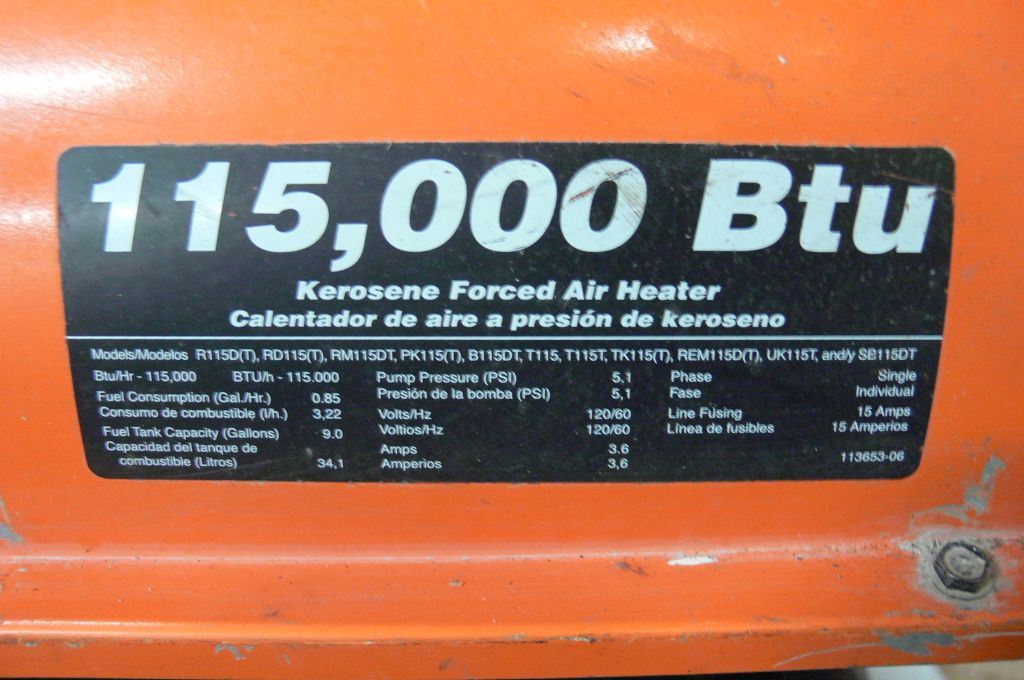 115,000 Btu
Kerosene Forced Air Heater
Calentador de aire a presión de keroseno
Models/Modelos R115D(T), RD115(T), RM115DT, PK115(T), B115DT, T115, T115T, TK115(T), REM115D(T), UK115T, and/y SB115DT
Btu/Hr - 115,000 BTU/h - 115.000
Fuel Consumption (Gal./Hr.) 0.85
Consumo de combustible (l/h.) 3,22
Fuel Tank Capacity (Gallons) 9.0
Capacidad del tanque de
combustible (Litros) 34,1
Pump Pressure (PSI) 5.1
Presión de la bomba (PSI) 5,1
Volts/Hz 120/60
Voltios/Hz 120/60
Amps 3.6
Amperios 3,6
Phase Single
Fase Individual
Line Fusing 15 Amps
Línea de fusibles 15 Amperios
113653-06